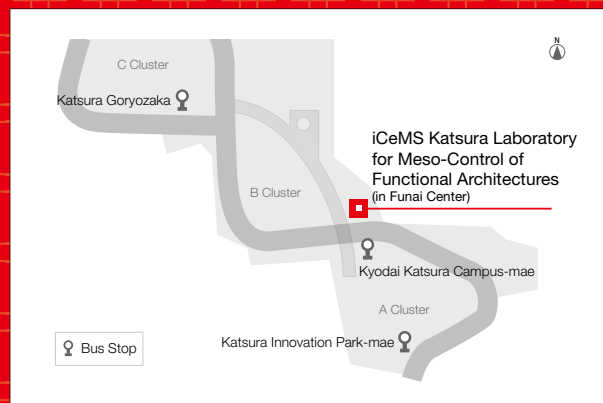 N
C Cluster
Katsura Goryozaka
iCeMS Katsura Laboratory
for Meso-Control of
Functional Architectures
(in Funai Center)
B Cluster
Kyodai Katsura Campus-mae
A Cluster
Katsura Innovation Park-mae
Bus Stop